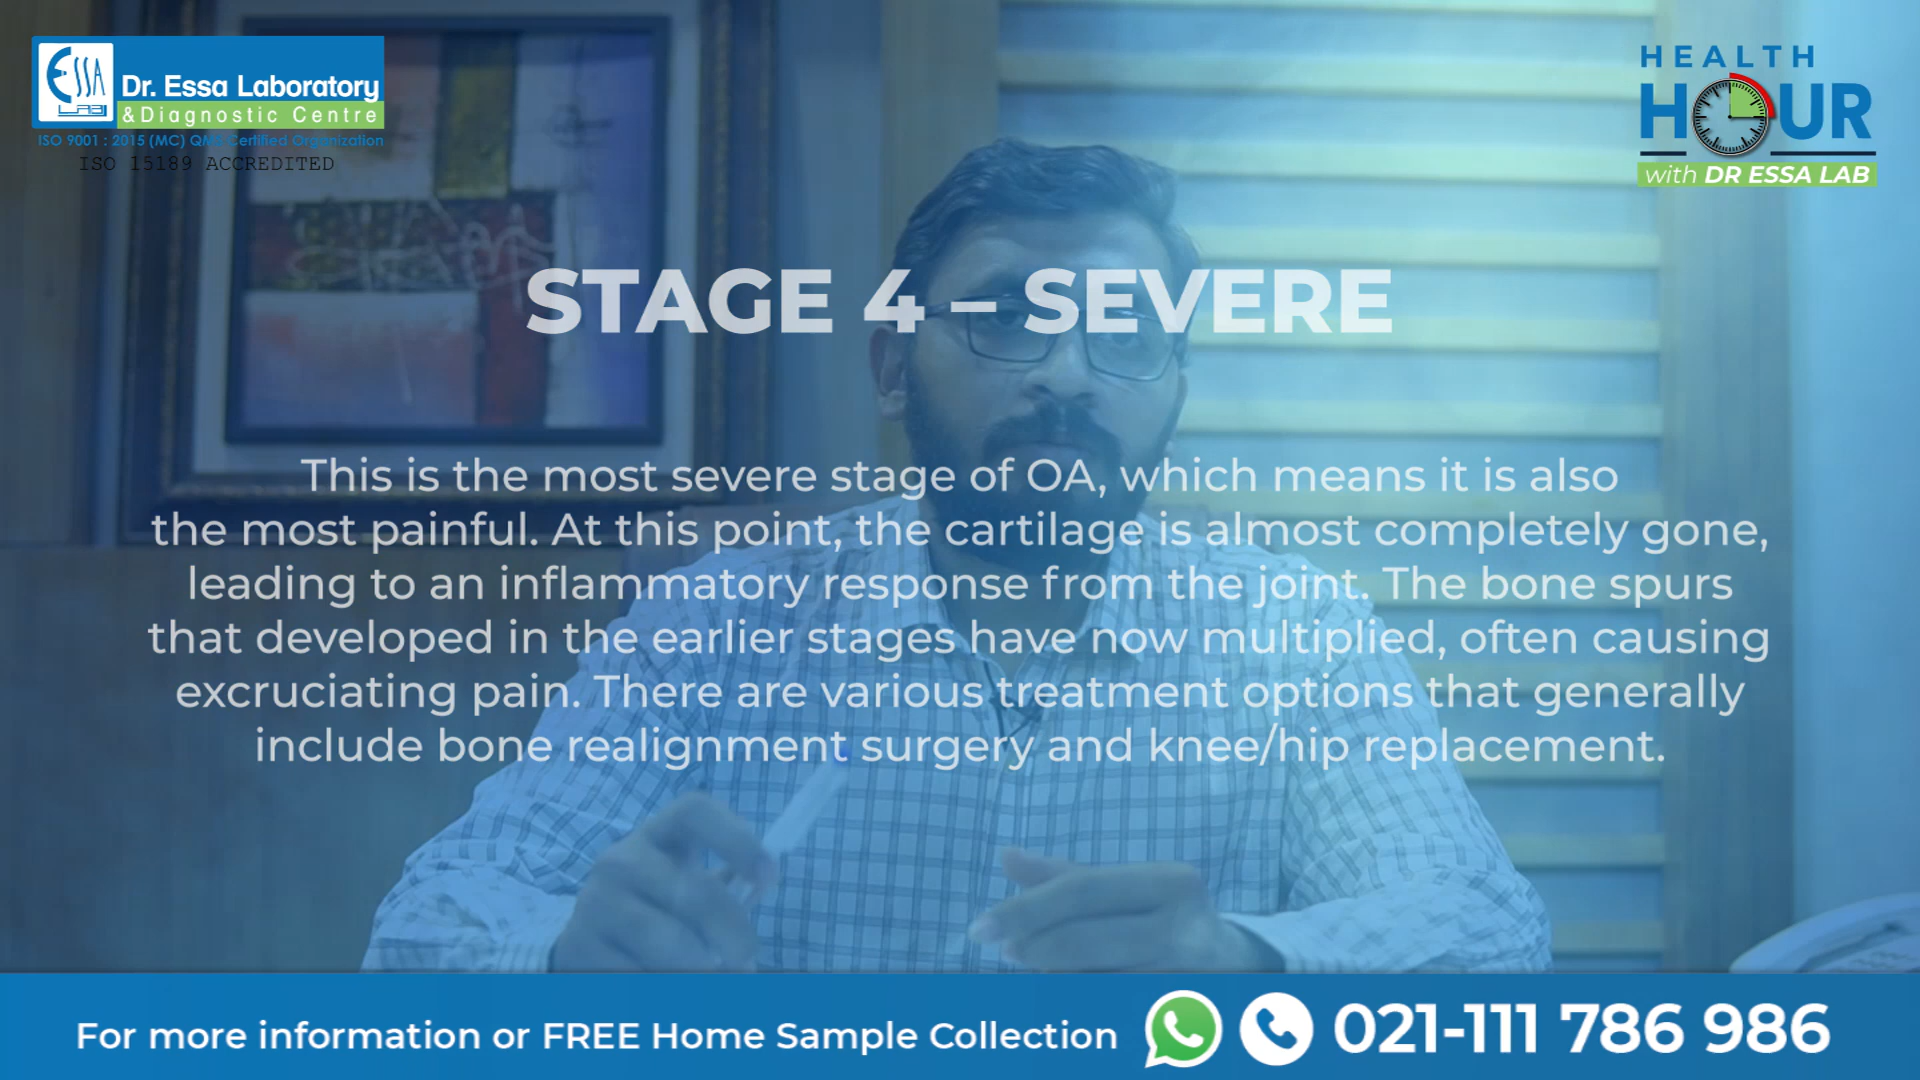 ESSA
LAB
Dr. Essa Laboratory
& Diagnostic Centre
ISO 9001 : 2015 (MC) QMS Certified Organization
ISO 15189 ACCREDITED
HEALTH
HOUR
with DR ESSA LAB
STAGE 4 – SEVERE
This is the most severe stage of OA, which means it is also
the most painful. At this point, the cartilage is almost completely gone,
leading to an inflammatory response from the joint. The bone spurs
that developed in the earlier stages have now multiplied, often causing
excruciating pain. There are various treatment options that generally
include bone realignment surgery and knee/hip replacement.
For more information or FREE Home Sample Collection
021-111 786 986